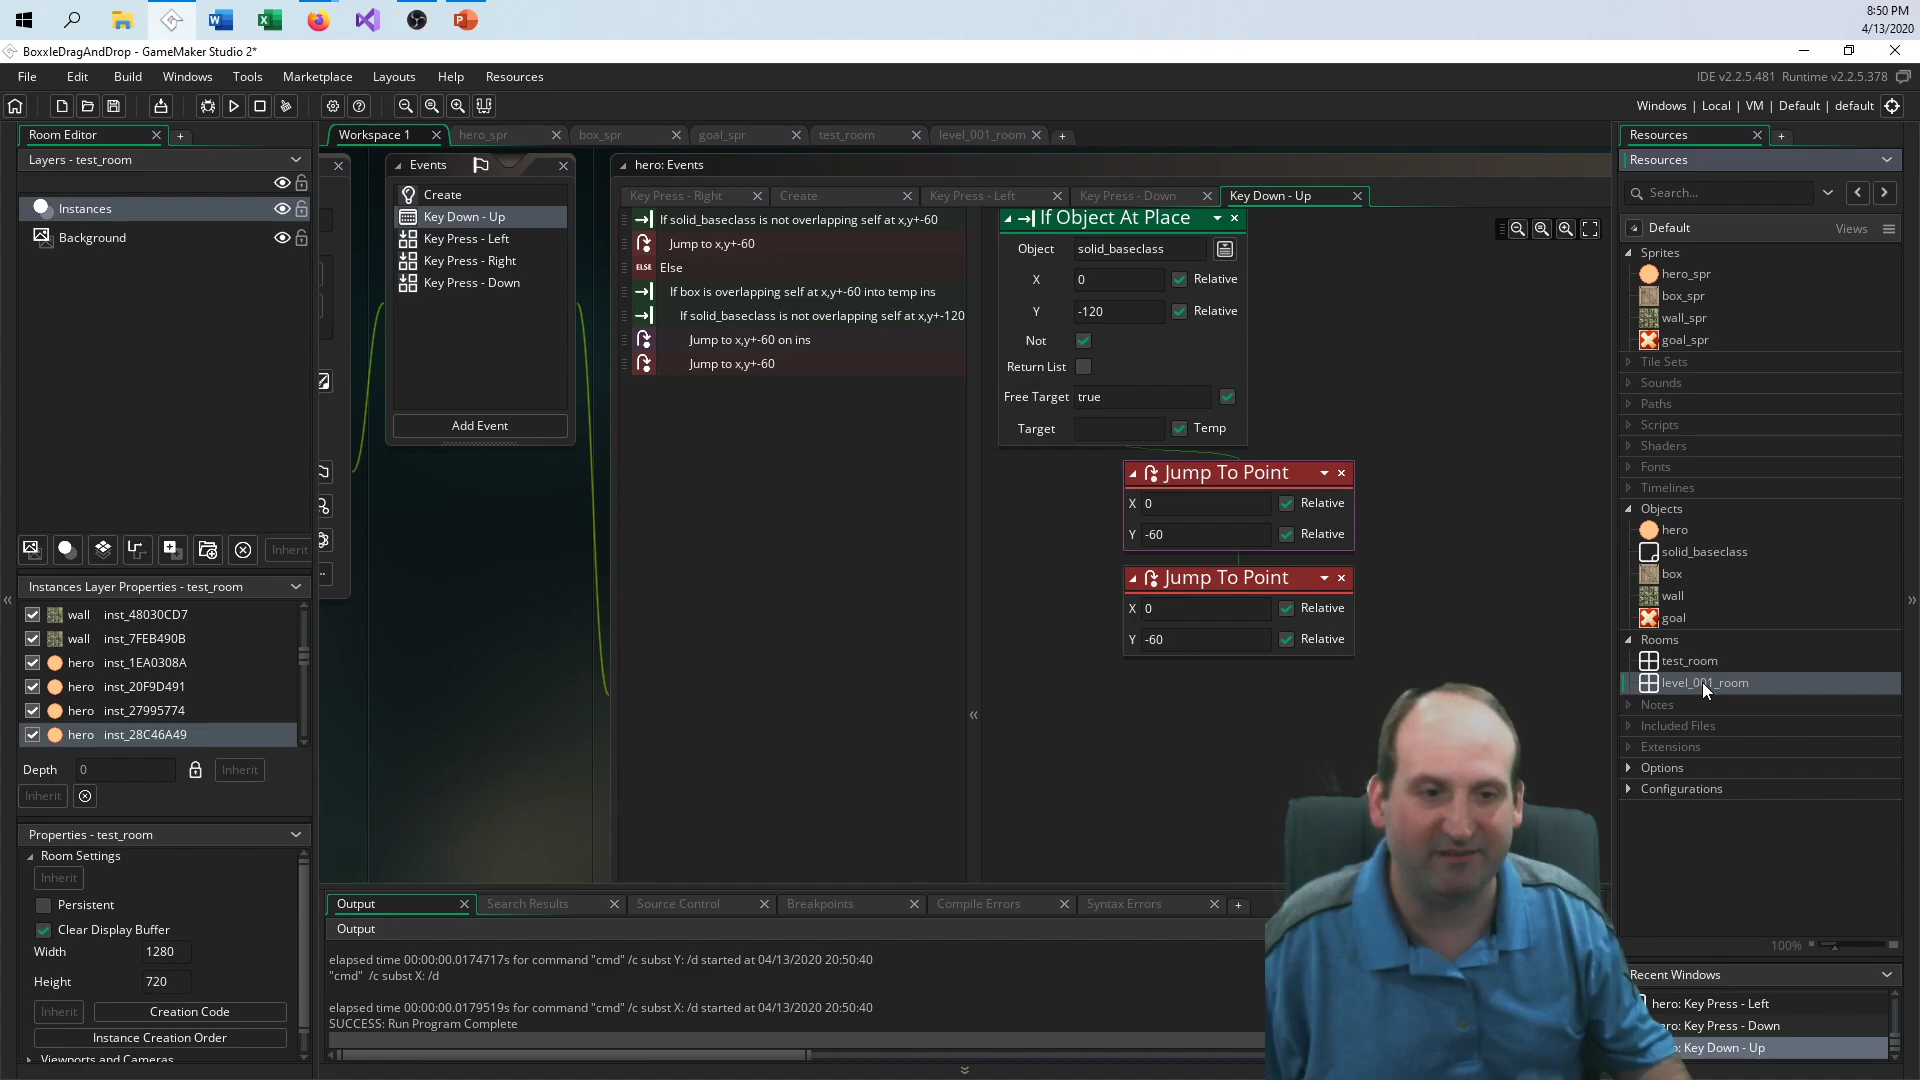 8:50 PM
4/13/2020
BoxxleDragAndDrop - GameMaker Studio 2*
File Edit Build Windows Tools Marketplace Layouts Help Resources
IDE v2.2.5.481 Runtime v2.2.5.378
Windows | Local | VM | Default | default
Room Editor
Layers - test_room
Instances
Background
Inherit
Instances Layer Properties - test_room
wall inst_48030CD7
wall inst_7FEB490B
hero inst_1EA0308A
hero inst_20F9D491
hero inst_27995774
hero inst_28C46A49
Depth 0 Inherit
Inherit
Properties - test_room
Room Settings
Inherit
Persistent
Clear Display Buffer
Width 1280
Height 720
Inherit Creation Code
Instance Creation Order
Viewports and Cameras
Workspace 1 hero_spr box_spr goal_spr test_room level_001_room
Events
Create
Key Down - Up
Key Press - Left
Key Press - Right
Key Press - Down
Add Event
hero: Events
Key Press - Right Create Key Press - Left Key Press - Down Key Down - Up
If solid_baseclass is not overlapping self at x,y+-60
Jump to x,y+-60
ELSE Else
If box is overlapping self at x,y+-60 into temp ins
If solid_baseclass is not overlapping self at x,y+-120
Jump to x,y+-60 on ins
Jump to x,y+-60
If Object At Place
Object solid_baseclass
X 0 Relative
Y -120 Relative
Not
Return List
Free Target true
Target Temp
Jump To Point
X 0 Relative
Y -60 Relative
Jump To Point
X 0 Relative
Y -60 Relative
Output Search Results Source Control Breakpoints Compile Errors Syntax Errors
Output
elapsed time 00:00:00.0174717s for command "cmd" /c subst Y: /d started at 04/13/2020 20:50:40
"cmd" /c subst X: /d
elapsed time 00:00:00.0179519s for command "cmd" /c subst X: /d started at 04/13/2020 20:50:40
SUCCESS: Run Program Complete
Resources
Resources
Search...
Default Views
Sprites
hero_spr
box_spr
wall_spr
goal_spr
Tile Sets
Sounds
Paths
Scripts
Shaders
Fonts
Timelines
Objects
hero
solid_baseclass
box
wall
goal
Rooms
test_room
level_001_room
Notes
Included Files
Extensions
Options
Configurations
100%
Recent Windows
hero: Key Press - Left
Key Press - Down
Key Down - Up